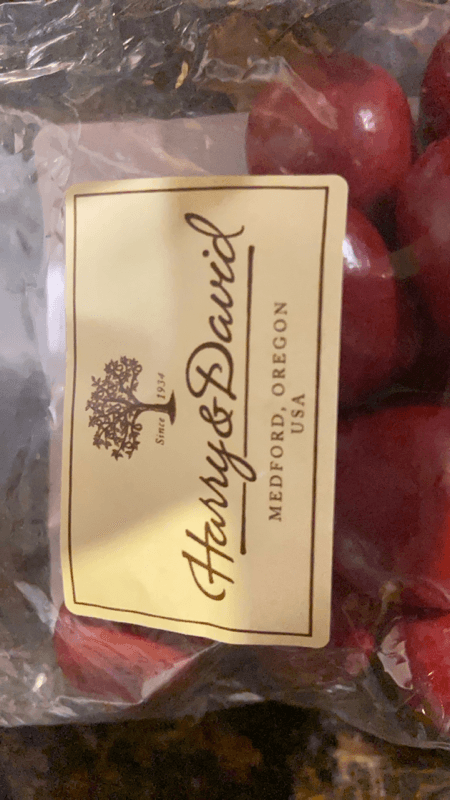 Since 1934
Harry & David
MEDFORD, OREGON
USA